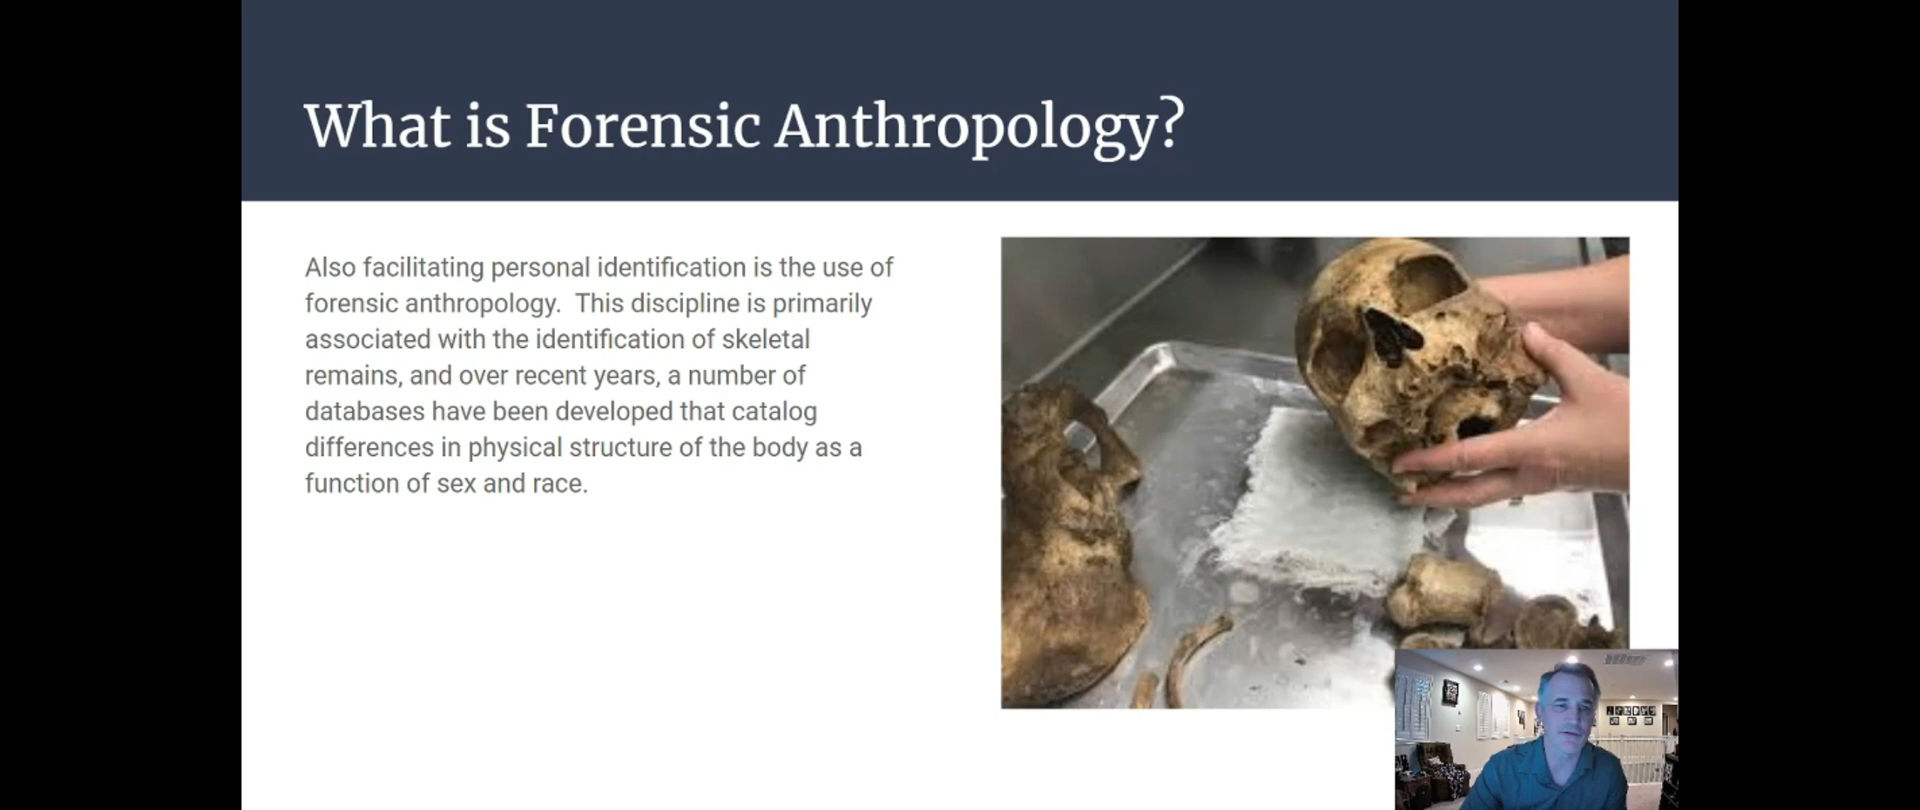 What is Forensic Anthropology?
Also facilitating personal identification is the use of
forensic anthropology.  This discipline is primarily
associated with the identification of skeletal
remains, and over recent years, a number of
databases have been developed that catalog
differences in physical structure of the body as a
function of sex and race.